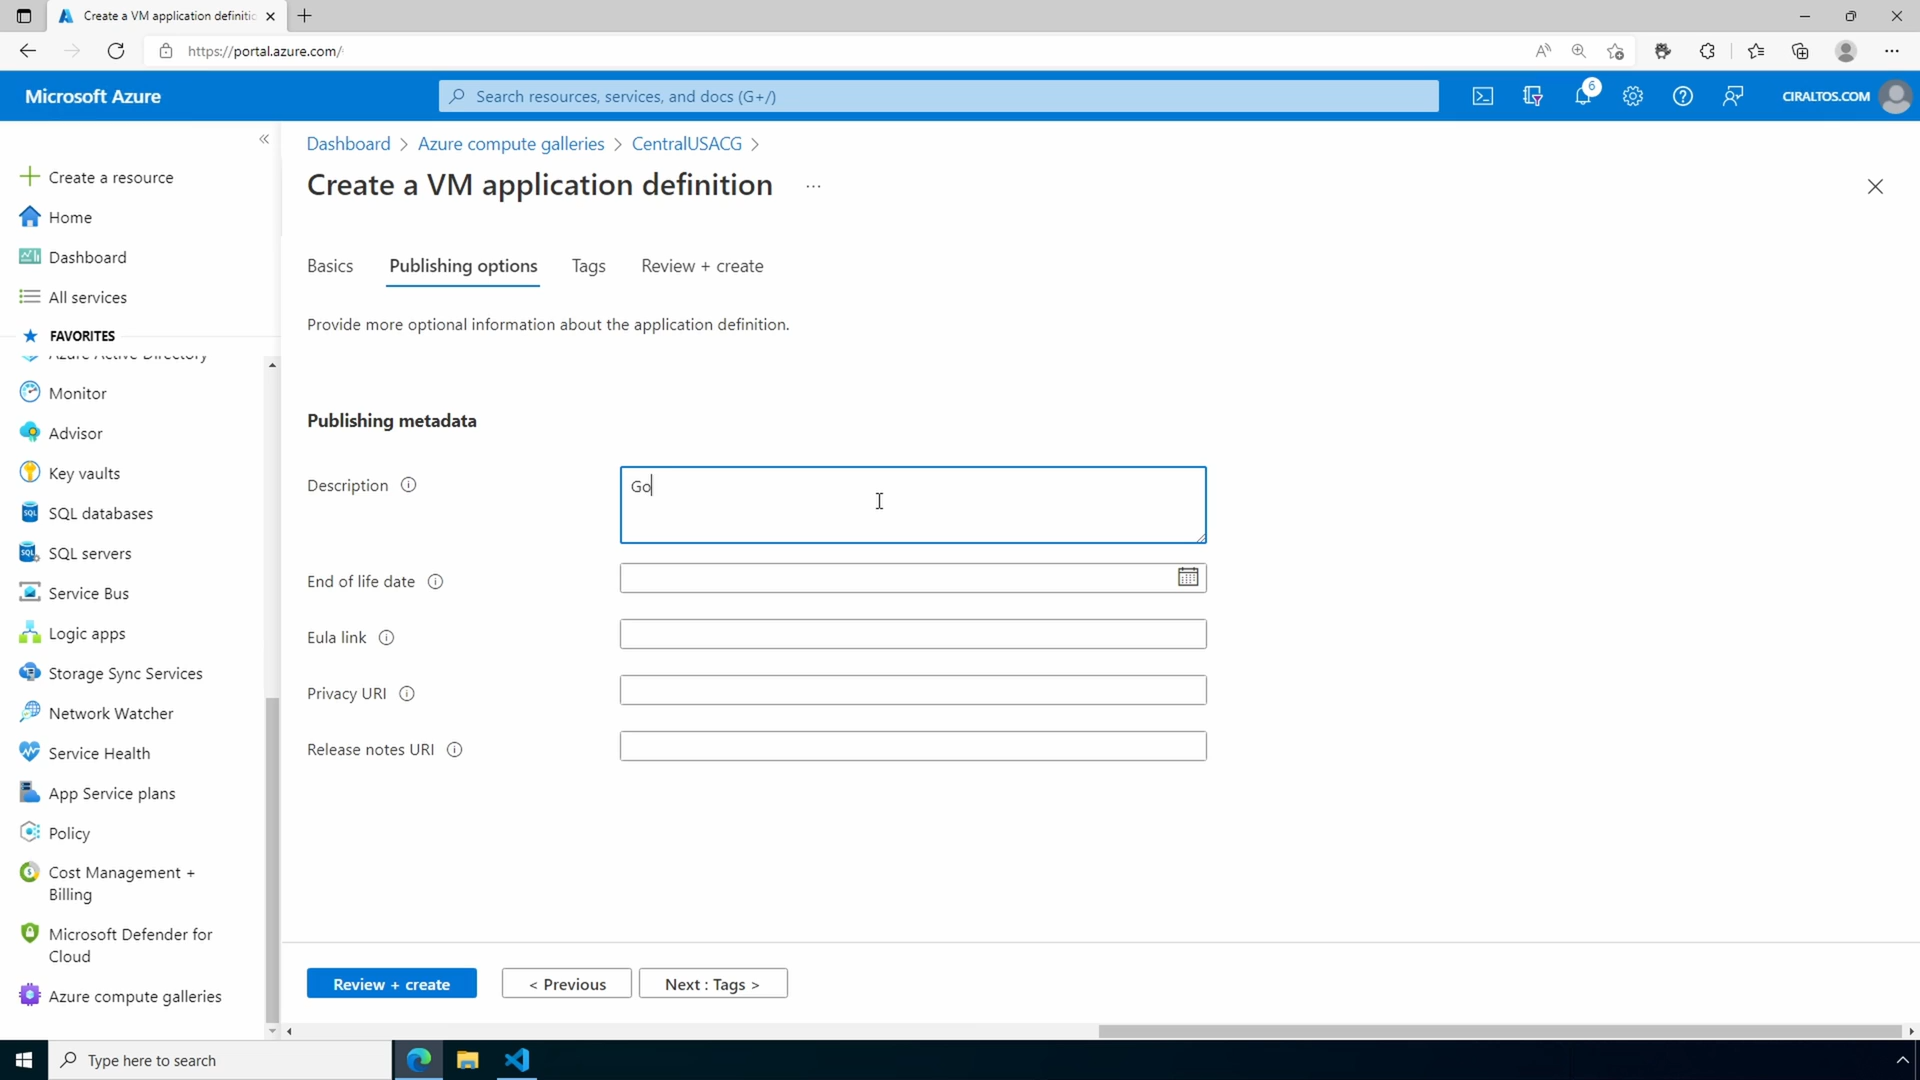 Create a VM application definitio
https://portal.azure.com/
Microsoft Azure
Search resources, services, and docs (G+/)
6
CIRALTOS.COM
Dashboard > Azure compute galleries > CentralUSACG >
Create a VM application definition
...
Create a resource
Home
Dashboard
All services
FAVORITES
Azure Active Directory
Monitor
Advisor
Key vaults
SQL databases
SQL servers
Service Bus
Logic apps
Storage Sync Services
Network Watcher
Service Health
App Service plans
Policy
Cost Management +
Billing
Microsoft Defender for
Cloud
Azure compute galleries
Basics
Publishing options
Tags
Review + create
Provide more optional information about the application definition.
Publishing metadata
Description
Go
End of life date
Eula link
Privacy URI
Release notes URI
Review + create
< Previous
Next : Tags >
Type here to search